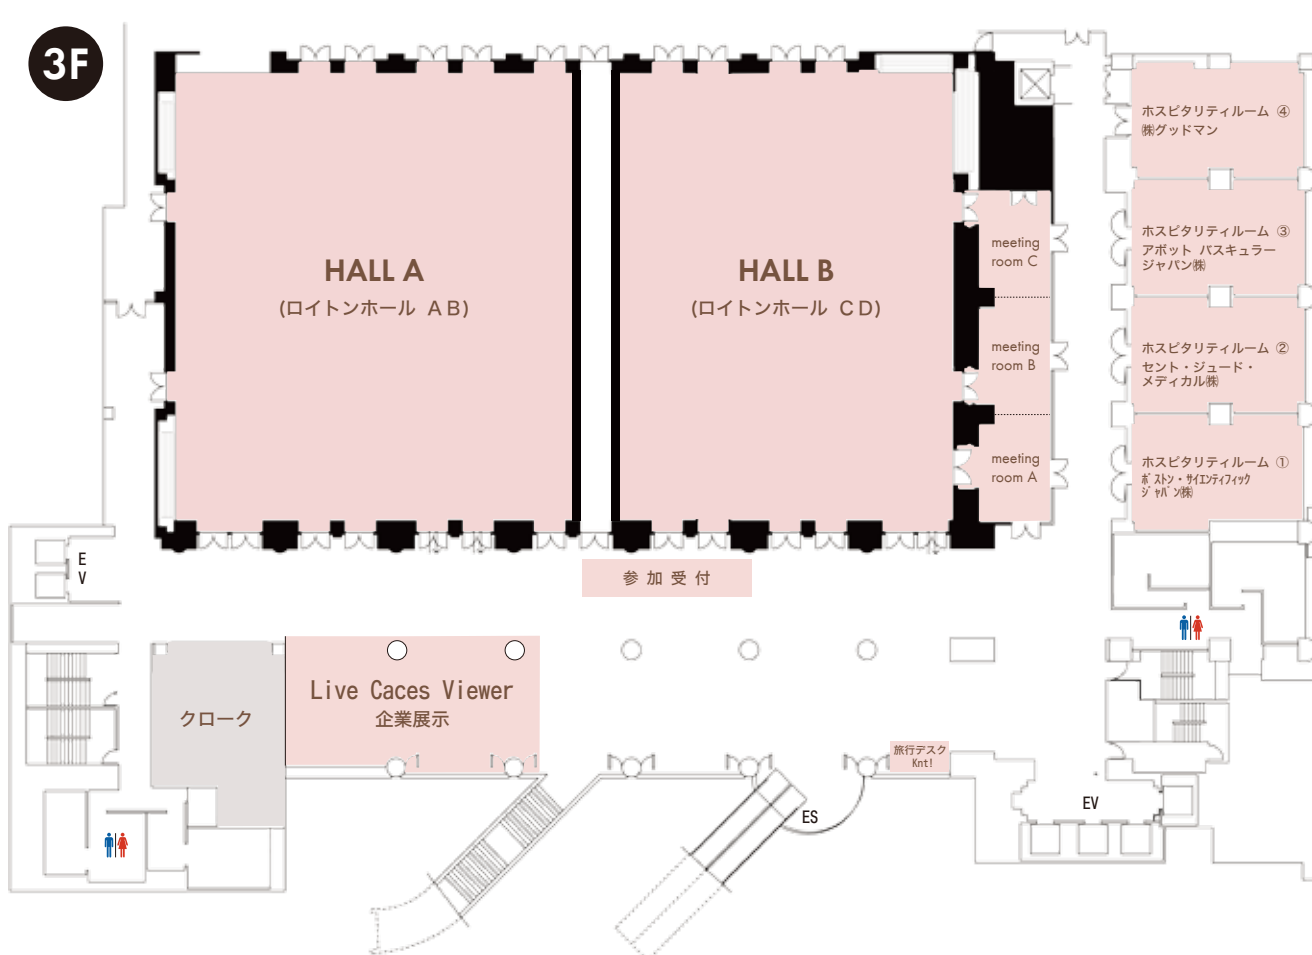 3F
HALL A
(ロイトンホール AB)
HALL B
(ロイトンホール CD)
meeting
room C
meeting
room B
meeting
room A
ホスピタリティルーム ④
㈱グッドマン
ホスピタリティルーム ③
アボット バスキュラー
ジャパン㈱
ホスピタリティルーム ②
セント・ジュード・
メディカル㈱
ホスピタリティルーム ①
ﾎﾞｽﾄﾝ・ｻｲｴﾝﾃｨﾌｨｯｸ
ｼﾞｬﾊﾟﾝ㈱
E
V
参加受付
クローク
Live Caces Viewer
企業展示
旅行デスク
Knt!
ES
EV